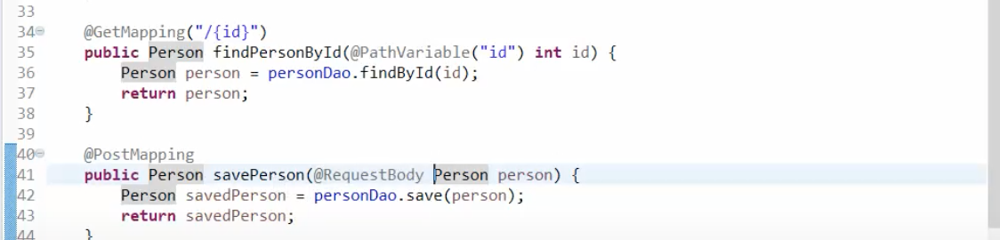 33
34 @GetMapping("/{id}")
35 public Person findPersonById(@PathVariable("id") int id) {
36 Person person = personDao.findById(id);
37 return person;
38 }
39
40 @PostMapping
41 public Person savePerson(@RequestBody Person person) {
42 Person savedPerson = personDao.save(person);
43 return savedPerson;
44 }